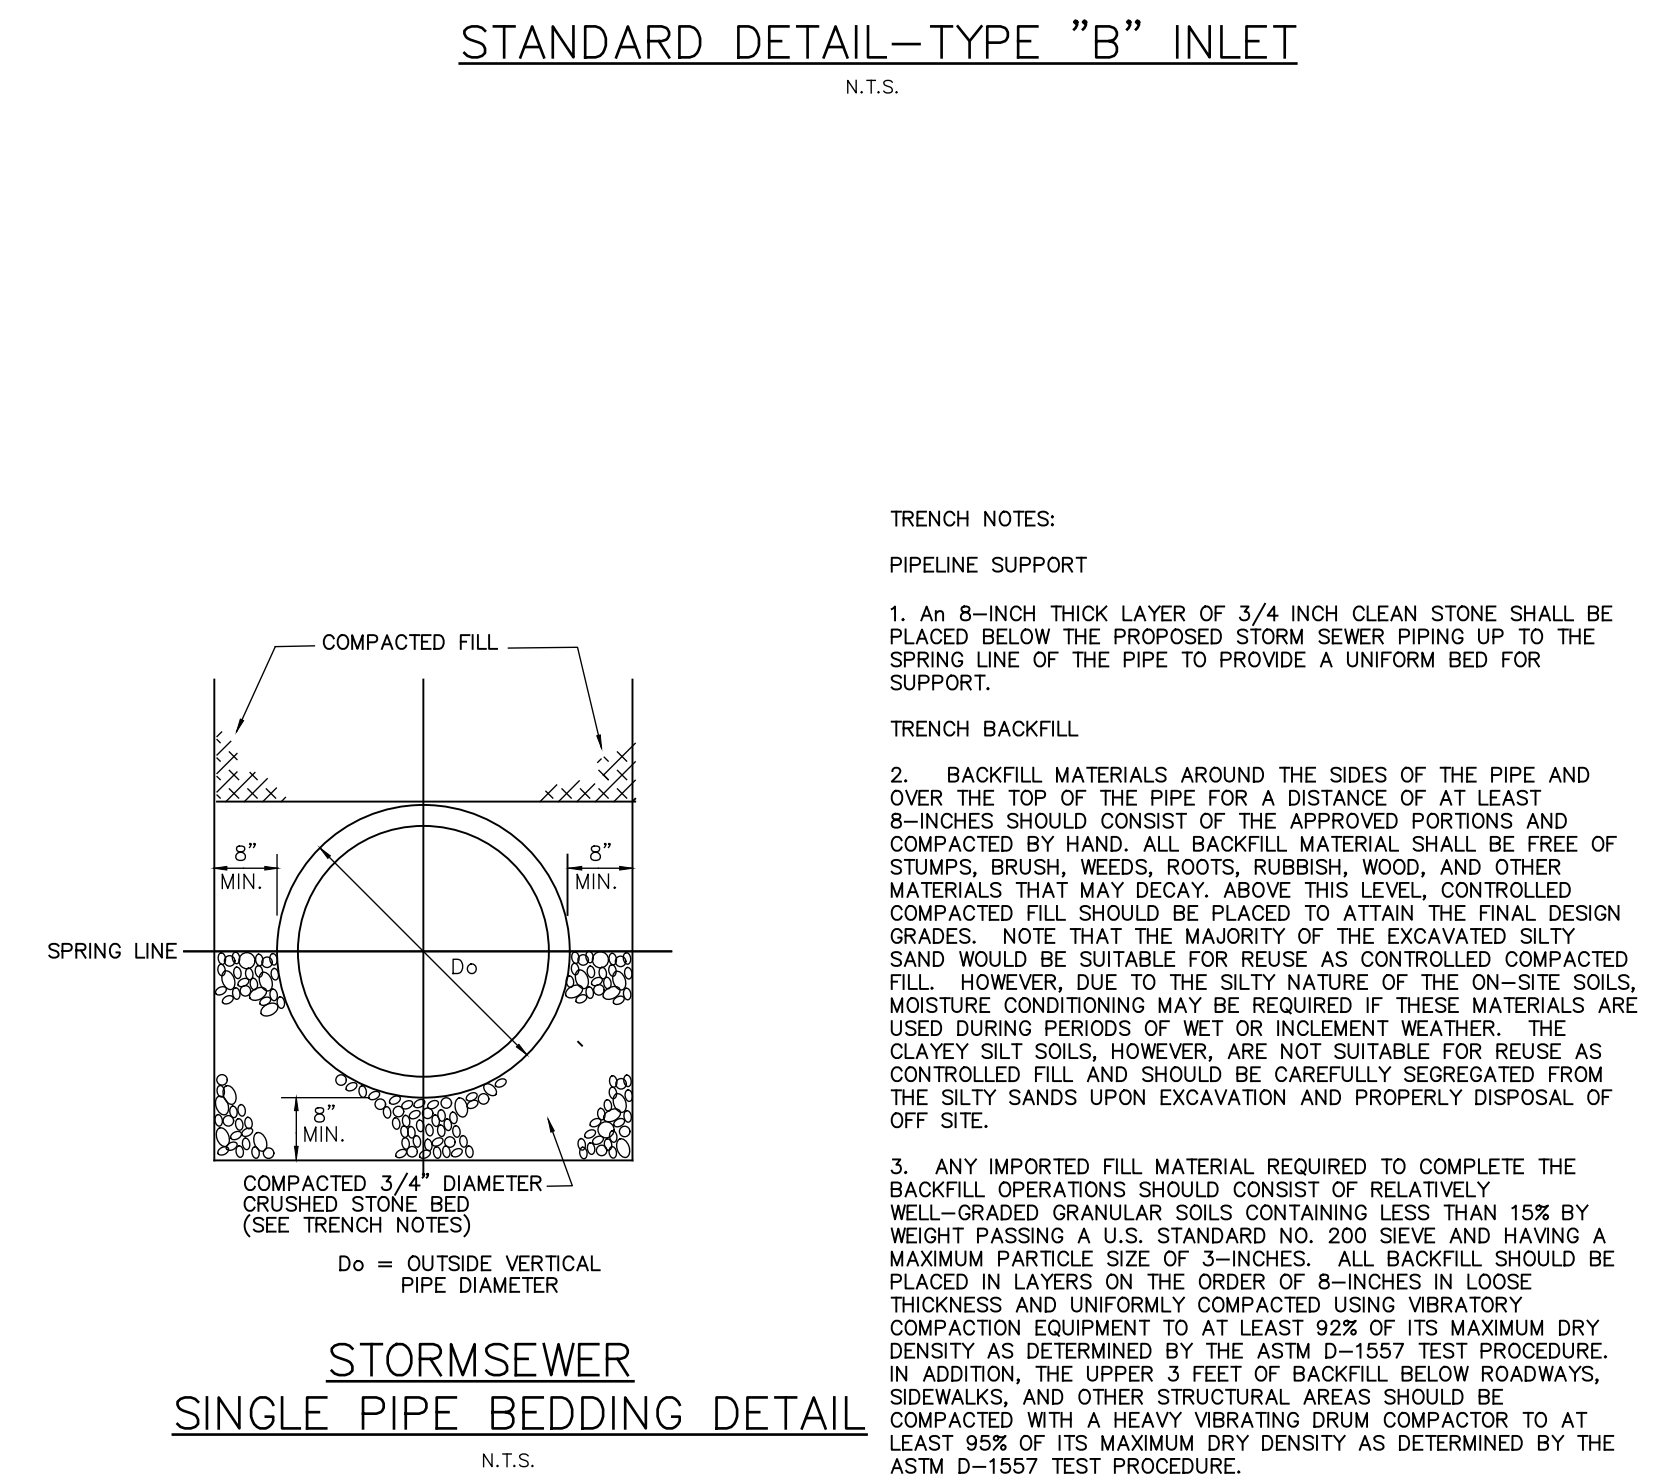 STANDARD DETAIL–TYPE "B" INLET
N.T.S.
COMPACTED FILL
8"
MIN.
8"
MIN.
SPRING LINE
Do
8"
MIN.
COMPACTED 3/4" DIAMETER
CRUSHED STONE BED
(SEE TRENCH NOTES)
Do = OUTSIDE VERTICAL
PIPE DIAMETER
STORMSEWER
SINGLE PIPE BEDDING DETAIL
N.T.S.
TRENCH NOTES:
PIPELINE SUPPORT
1. An 8–INCH THICK LAYER OF 3/4 INCH CLEAN STONE SHALL BE
PLACED BELOW THE PROPOSED STORM SEWER PIPING UP TO THE
SPRING LINE OF THE PIPE TO PROVIDE A UNIFORM BED FOR
SUPPORT.
TRENCH BACKFILL
2. BACKFILL MATERIALS AROUND THE SIDES OF THE PIPE AND
OVER THE TOP OF THE PIPE FOR A DISTANCE OF AT LEAST
8–INCHES SHOULD CONSIST OF THE APPROVED PORTIONS AND
COMPACTED BY HAND. ALL BACKFILL MATERIAL SHALL BE FREE OF
STUMPS, BRUSH, WEEDS, ROOTS, RUBBISH, WOOD, AND OTHER
MATERIALS THAT MAY DECAY. ABOVE THIS LEVEL, CONTROLLED
COMPACTED FILL SHOULD BE PLACED TO ATTAIN THE FINAL DESIGN
GRADES. NOTE THAT THE MAJORITY OF THE EXCAVATED SILTY
SAND WOULD BE SUITABLE FOR REUSE AS CONTROLLED COMPACTED
FILL. HOWEVER, DUE TO THE SILTY NATURE OF THE ON–SITE SOILS,
MOISTURE CONDITIONING MAY BE REQUIRED IF THESE MATERIALS ARE
USED DURING PERIODS OF WET OR INCLEMENT WEATHER. THE
CLAYEY SILT SOILS, HOWEVER, ARE NOT SUITABLE FOR REUSE AS
CONTROLLED FILL AND SHOULD BE CAREFULLY SEGREGATED FROM
THE SILTY SANDS UPON EXCAVATION AND PROPERLY DISPOSAL OF
OFF SITE.
3. ANY IMPORTED FILL MATERIAL REQUIRED TO COMPLETE THE
BACKFILL OPERATIONS SHOULD CONSIST OF RELATIVELY
WELL–GRADED GRANULAR SOILS CONTAINING LESS THAN 15% BY
WEIGHT PASSING A U.S. STANDARD NO. 200 SIEVE AND HAVING A
MAXIMUM PARTICLE SIZE OF 3–INCHES. ALL BACKFILL SHOULD BE
PLACED IN LAYERS ON THE ORDER OF 8–INCHES IN LOOSE
THICKNESS AND UNIFORMLY COMPACTED USING VIBRATORY
COMPACTION EQUIPMENT TO AT LEAST 92% OF ITS MAXIMUM DRY
DENSITY AS DETERMINED BY THE ASTM D–1557 TEST PROCEDURE.
IN ADDITION, THE UPPER 3 FEET OF BACKFILL BELOW ROADWAYS,
SIDEWALKS, AND OTHER STRUCTURAL AREAS SHOULD BE
COMPACTED WITH A HEAVY VIBRATING DRUM COMPACTOR TO AT
LEAST 95% OF ITS MAXIMUM DRY DENSITY AS DETERMINED BY THE
ASTM D–1557 TEST PROCEDURE.